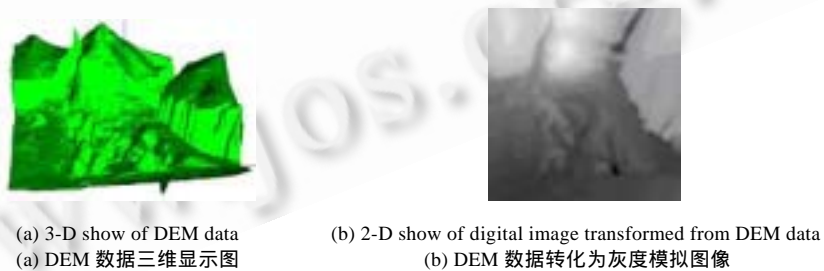 (a) 3-D show of DEM data
(a) DEM 数据三维显示图
(b) 2-D show of digital image transformed from DEM data
(b) DEM 数据转化为灰度模拟图像